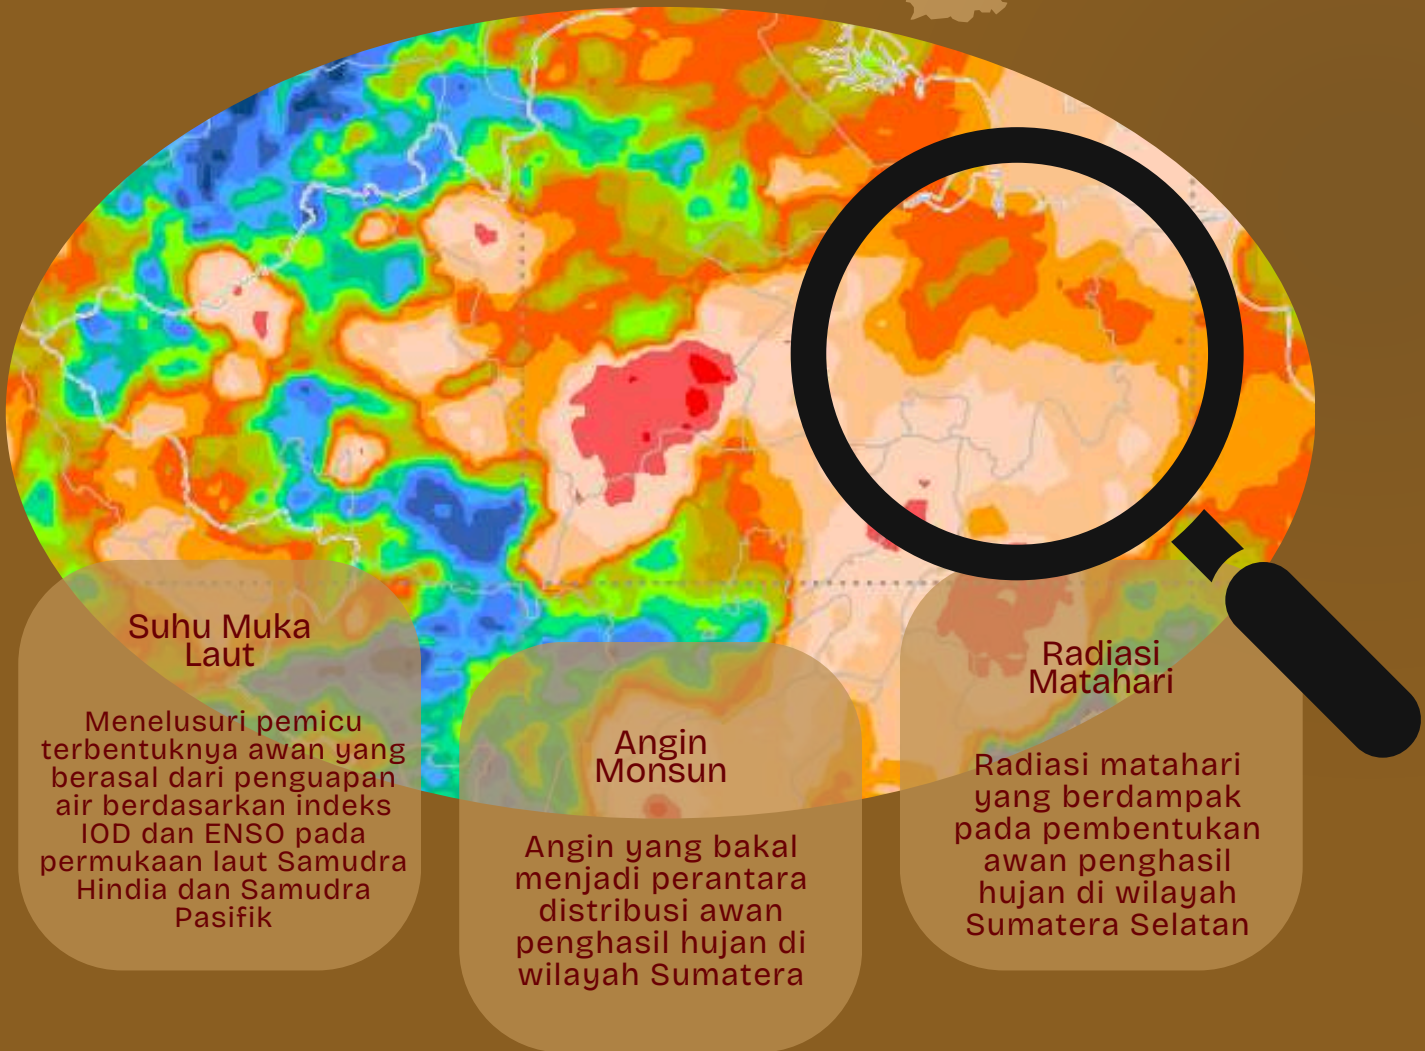 Suhu Muka
Laut
Menelusuri pemicu
terbentuknya awan yang
berasal dari penguapan
air berdasarkan indeks
IOD dan ENSO pada
permukaan laut Samudra
Hindia dan Samudra
Pasifik
Angin
Monsun
Angin yang bakal
menjadi perantara
distribusi awan
penghasil hujan di
wilayah Sumatera
Radiasi
Matahari
Radiasi matahari
yang berdampak
pada pembentukan
awan penghasil
hujan di wilayah
Sumatera Selatan